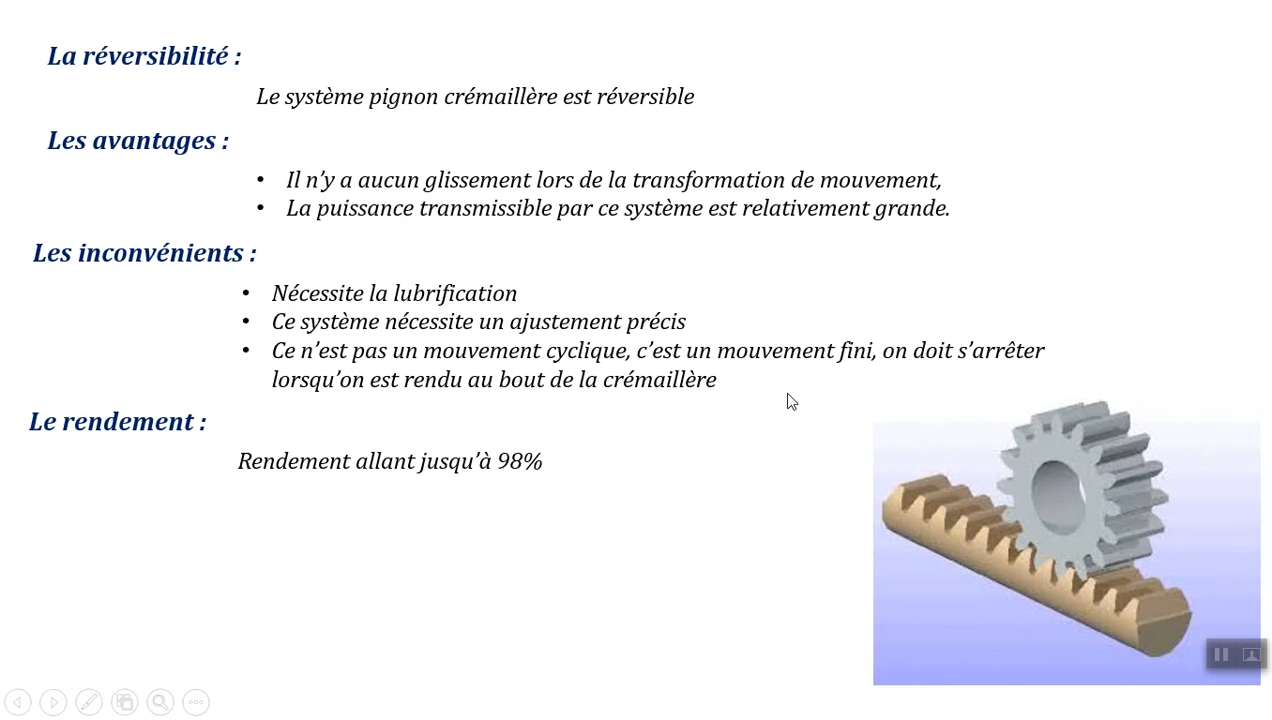 La réversibilité :
Le système pignon crémaillère est réversible
Les avantages :
• Il n'y a aucun glissement lors de la transformation de mouvement,
• La puissance transmissible par ce système est relativement grande.
Les inconvénients :
• Nécessite la lubrification
• Ce système nécessite un ajustement précis
• Ce n'est pas un mouvement cyclique, c'est un mouvement fini, on doit s'arrêter
lorsqu'on est rendu au bout de la crémaillère
Le rendement :
Rendement allant jusqu'à 98%